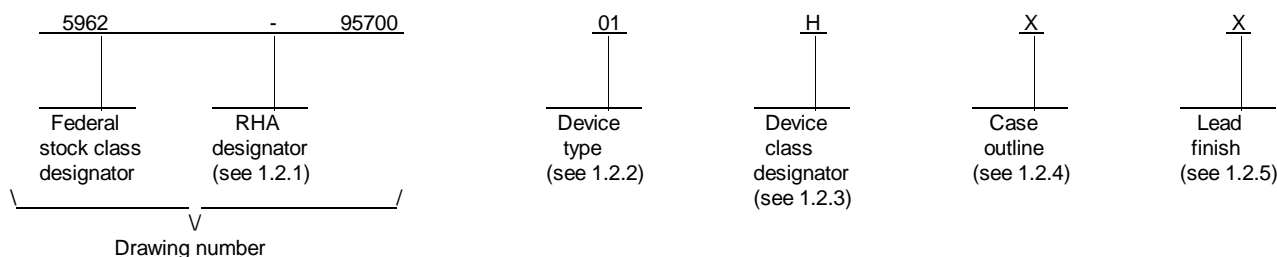 5962 - 95700 01 H X X
Federal stock class designator
RHA designator (see 1.2.1)
Device type (see 1.2.2)
Device class designator (see 1.2.3)
Case outline (see 1.2.4)
Lead finish (see 1.2.5)
Drawing number